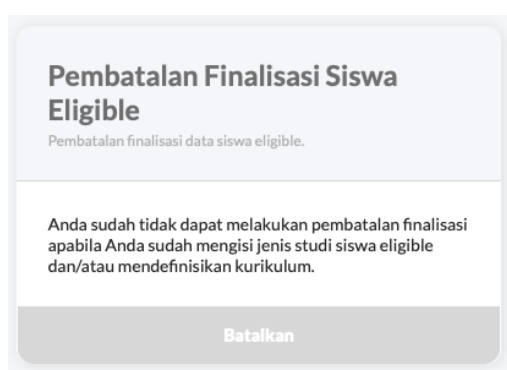 Pembatalan Finalisasi Siswa
Eligible
Pembatalan finalisasi data siswa eligible.
Anda sudah tidak dapat melakukan pembatalan finalisasi
apabila Anda sudah mengisi jenis studi siswa eligible
dan/atau mendefinisikan kurikulum.
Batalkan